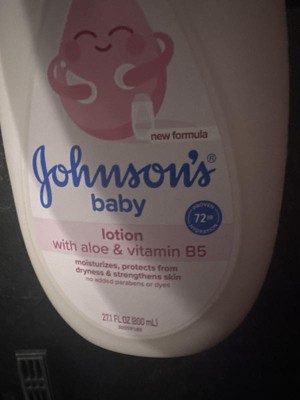 new formula
Johnson's®
baby
72HR
lotion
with aloe & vitamin B5
moisturizes, protects from
dryness & strengthens skin
no added parabens or dyes
27.1 FL OZ (800 mL)